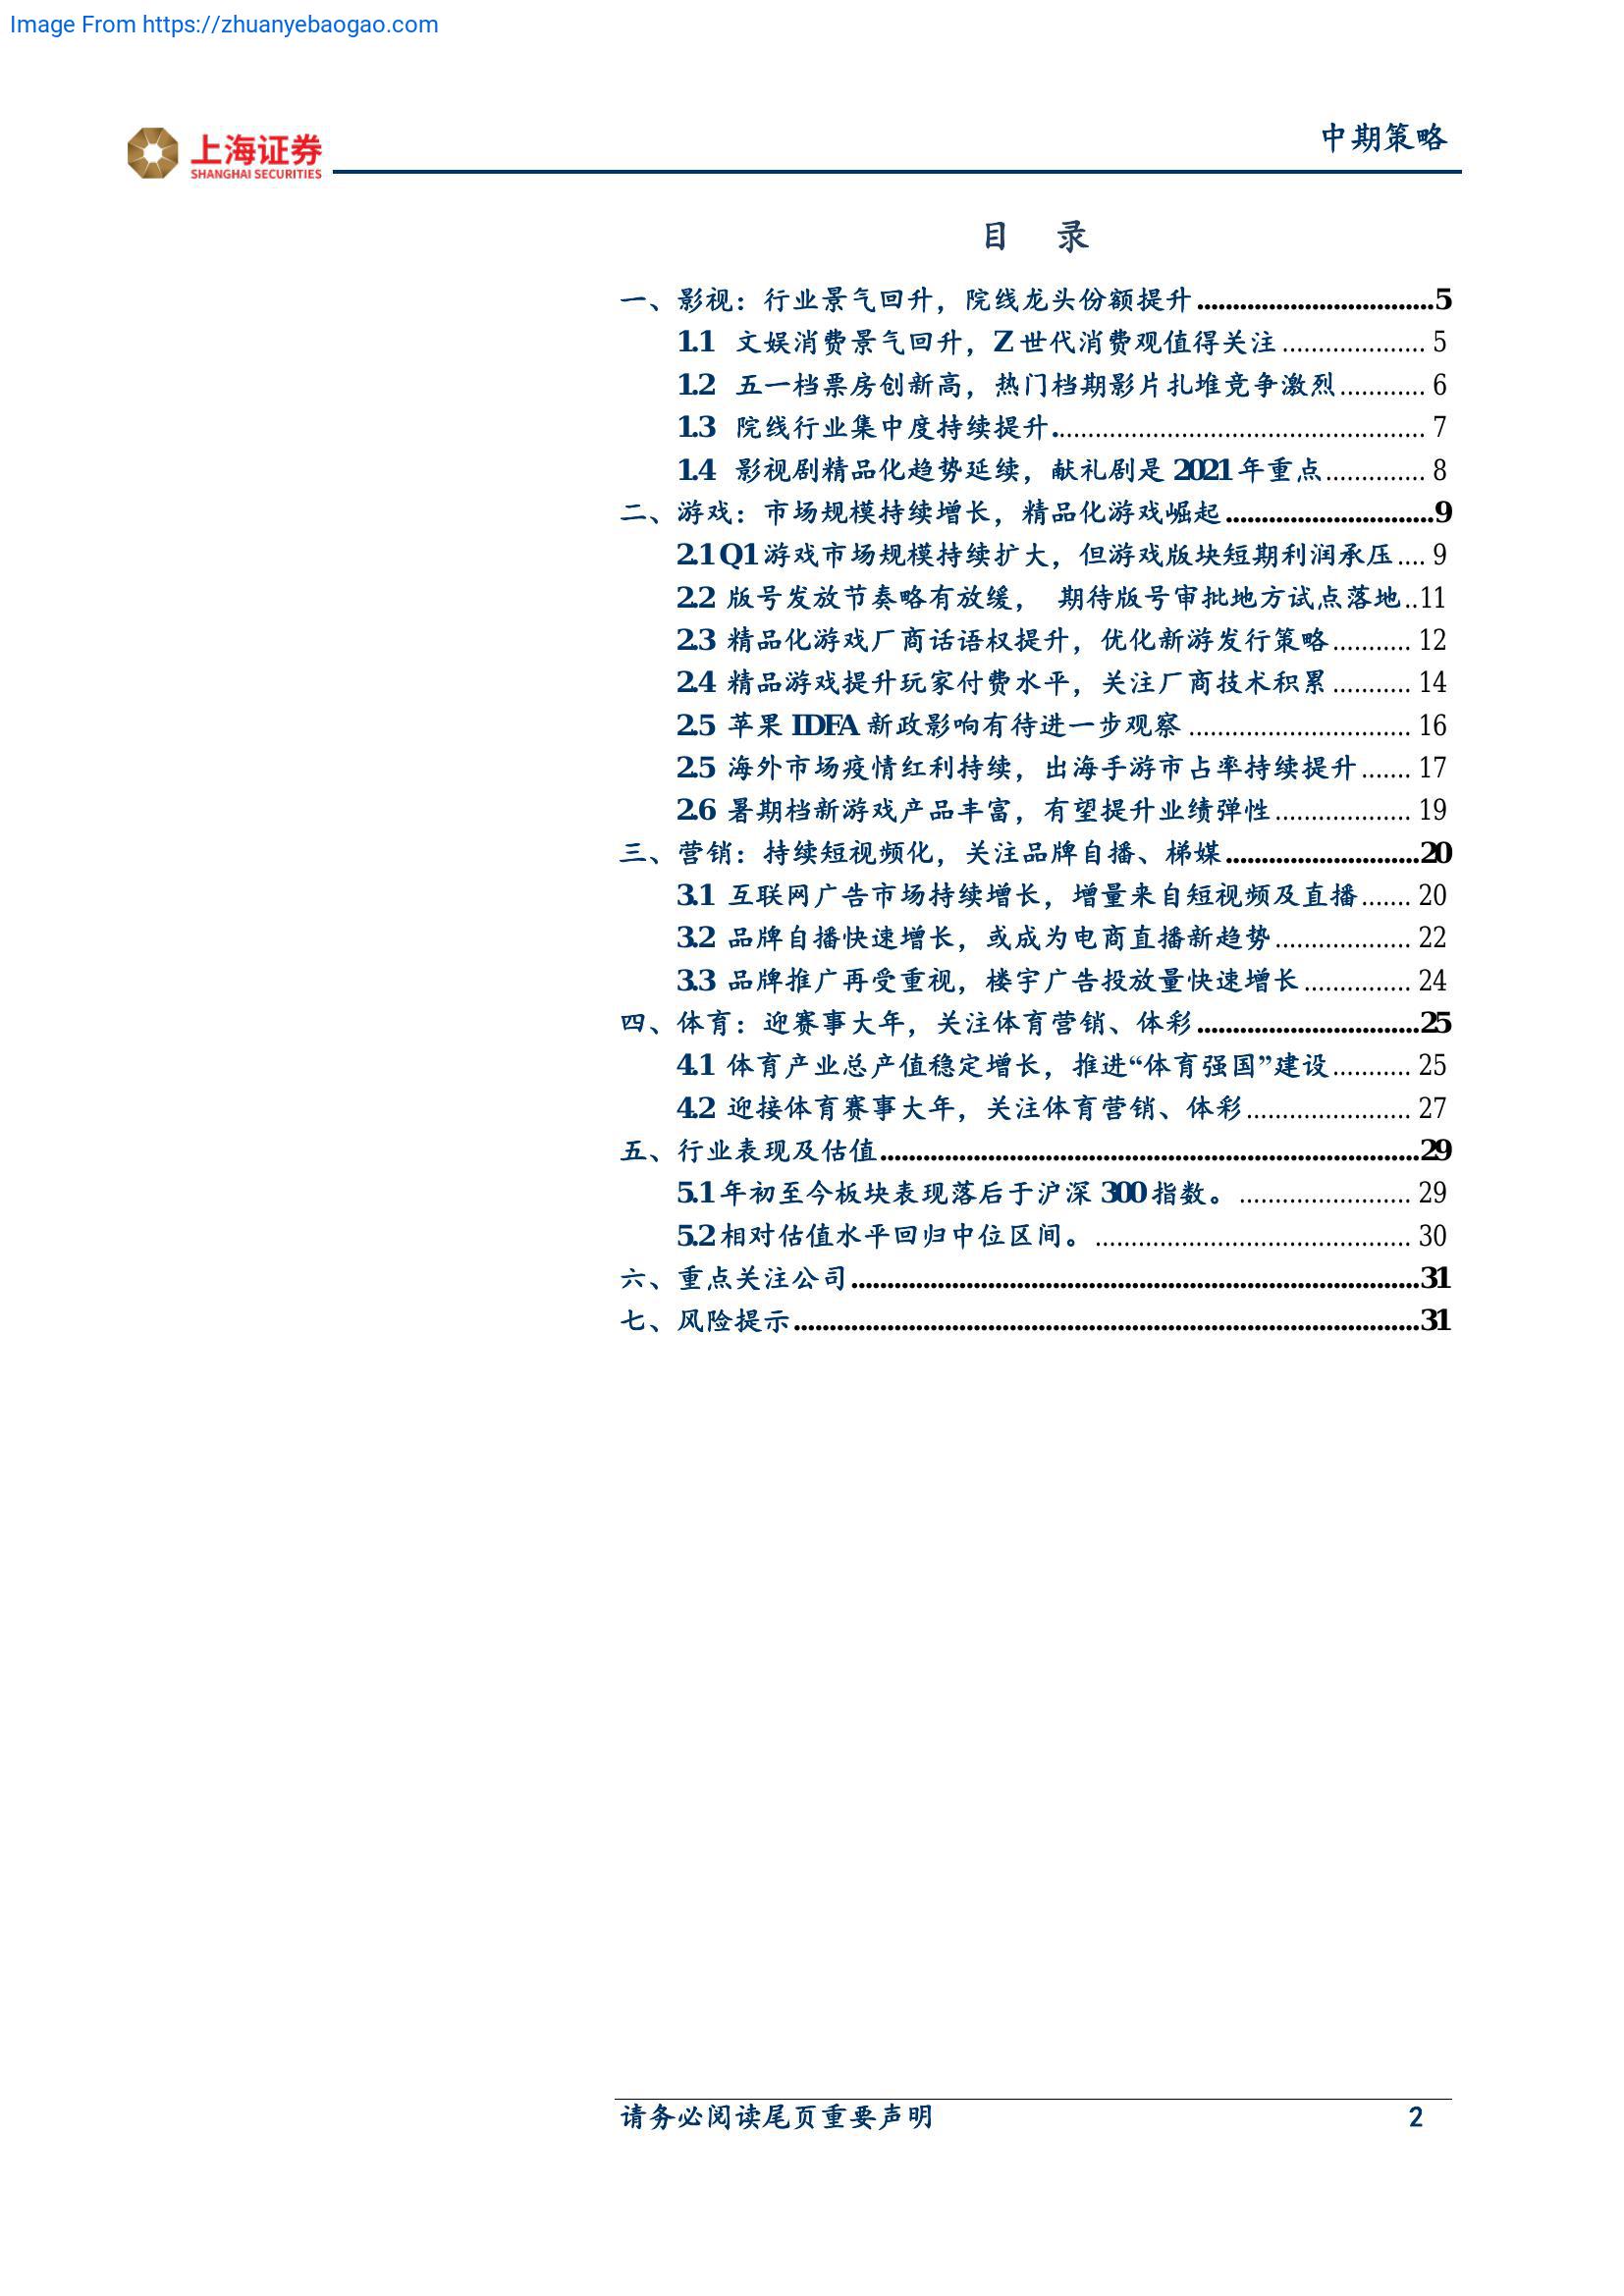 Image From https://zhuanyebaogao.com
上海证券
SHANGHAI SECURITIES
中期策略
目 录
一、影视：行业景气回升，院线龙头份额提升.................................5
1.1 文娱消费景气回升，Z 世代消费观值得关注.................... 5
1.2 五一档票房创新高，热门档期影片扎堆竞争激烈............ 6
1.3 院线行业集中度持续提升.................................................... 7
1.4 影视剧精品化趋势延续，献礼剧是 2021 年重点.............. 8
二、游戏：市场规模持续增长，精品化游戏崛起.............................9
2.1 Q1 游戏市场规模持续扩大，但游戏版块短期利润承压.... 9
2.2 版号发放节奏略有放缓， 期待版号审批地方试点落地..11
2.3 精品化游戏厂商话语权提升，优化新游发行策略........... 12
2.4 精品游戏提升玩家付费水平，关注厂商技术积累........... 14
2.5 苹果 IDFA 新政影响有待进一步观察............................... 16
2.5 海外市场疫情红利持续，出海手游市占率持续提升....... 17
2.6 暑期档新游戏产品丰富，有望提升业绩弹性................... 19
三、营销：持续短视频化，关注品牌自播、梯媒...........................20
3.1 互联网广告市场持续增长，增量来自短视频及直播....... 20
3.2 品牌自播快速增长，或成为电商直播新趋势................... 22
3.3 品牌推广再受重视，楼宇广告投放量快速增长............... 24
四、体育：迎赛事大年，关注体育营销、体彩...............................25
4.1 体育产业总产值稳定增长，推进“体育强国”建设........... 25
4.2 迎接体育赛事大年，关注体育营销、体彩....................... 27
五、行业表现及估值...........................................................................29
5.1 年初至今板块表现落后于沪深 300 指数。........................ 29
5.2 相对估值水平回归中位区间。............................................ 30
六、重点关注公司...............................................................................31
七、风险提示.......................................................................................31
请务必阅读尾页重要声明 2